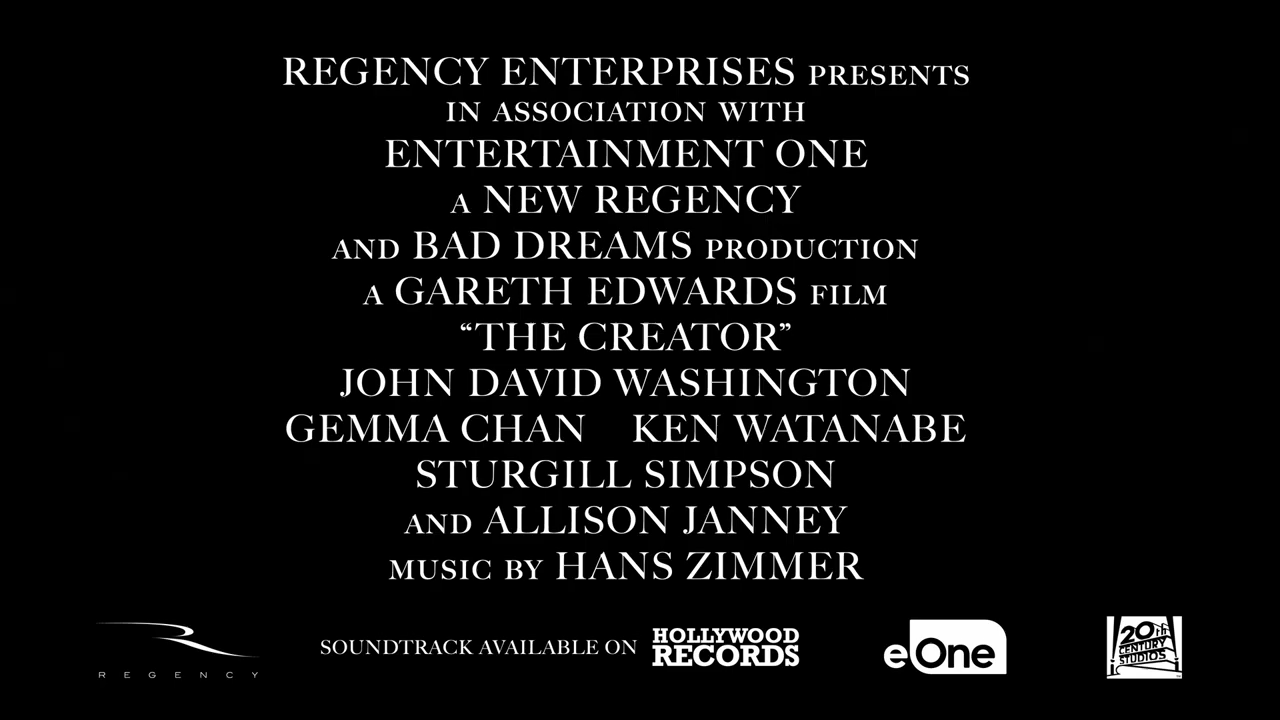 REGENCY ENTERPRISES PRESENTS
IN ASSOCIATION WITH
ENTERTAINMENT ONE
A NEW REGENCY
AND BAD DREAMS PRODUCTION
A GARETH EDWARDS FILM
“THE CREATOR”
JOHN DAVID WASHINGTON
GEMMA CHAN KEN WATANABE
STURGILL SIMPSON
AND ALLISON JANNEY
MUSIC BY HANS ZIMMER
REGENCY
SOUNDTRACK AVAILABLE ON
HOLLYWOOD
RECORDS
eOne
20th
CENTURY
STUDIOS